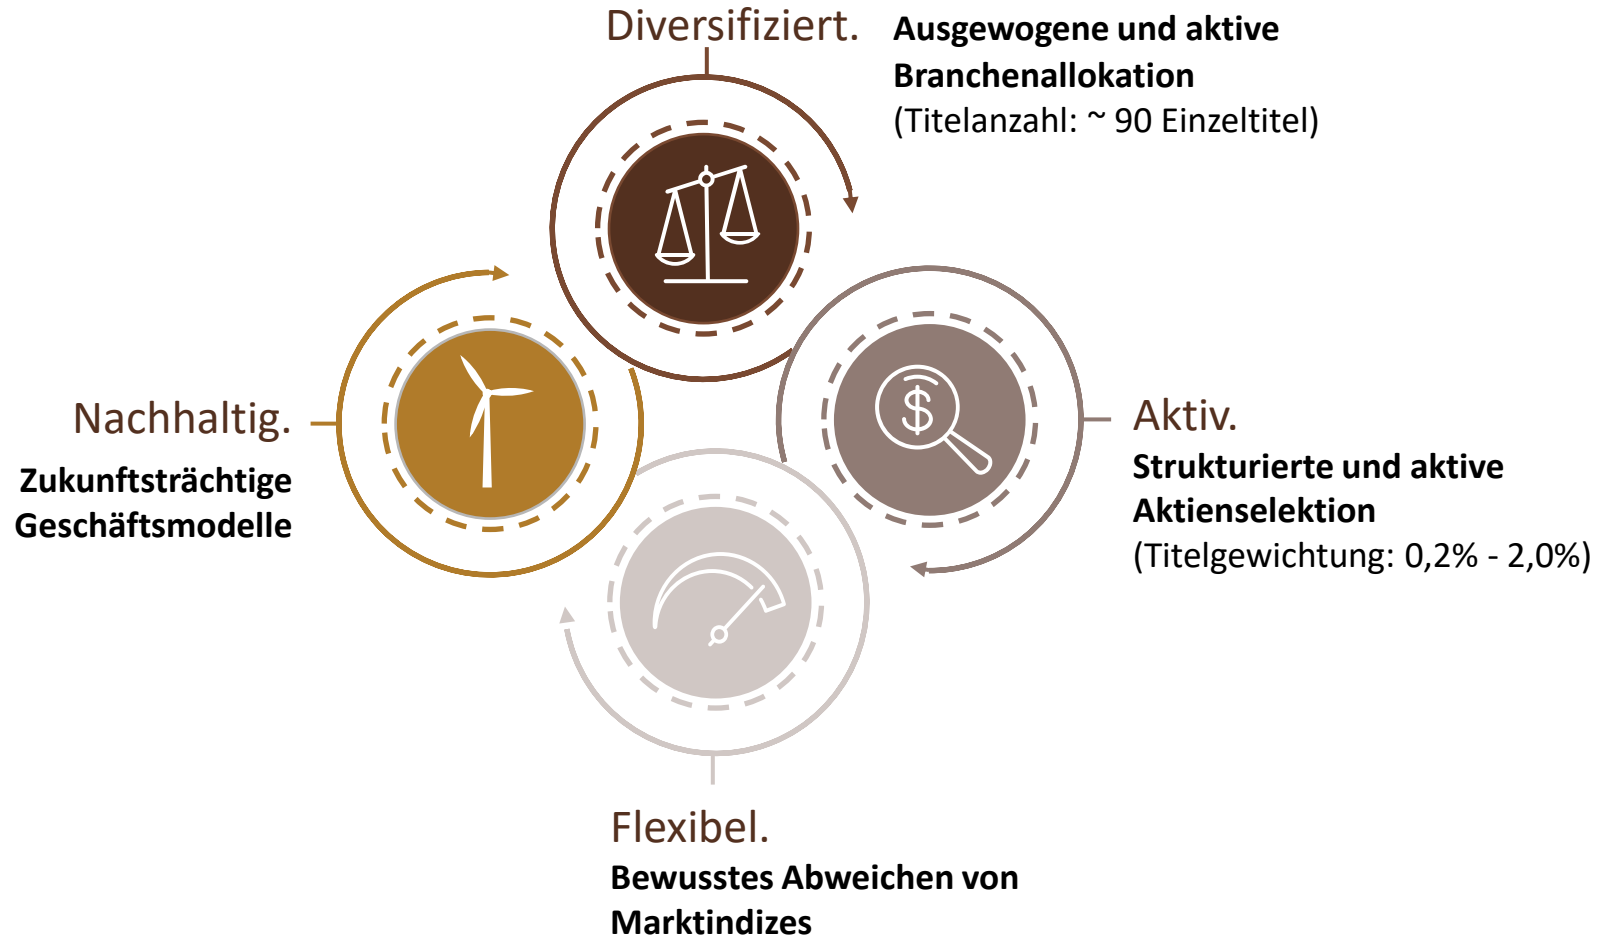 Diversifiziert.
Ausgewogene und aktive
Branchenallokation
(Titelanzahl: ~ 90 Einzeltitel)
Nachhaltig.
Zukunftsträchtige
Geschäftsmodelle
$
Aktiv.
Strukturierte und aktive
Aktienselektion
(Titelgewichtung: 0,2% - 2,0%)
Flexibel.
Bewusstes Abweichen von
Marktindizes